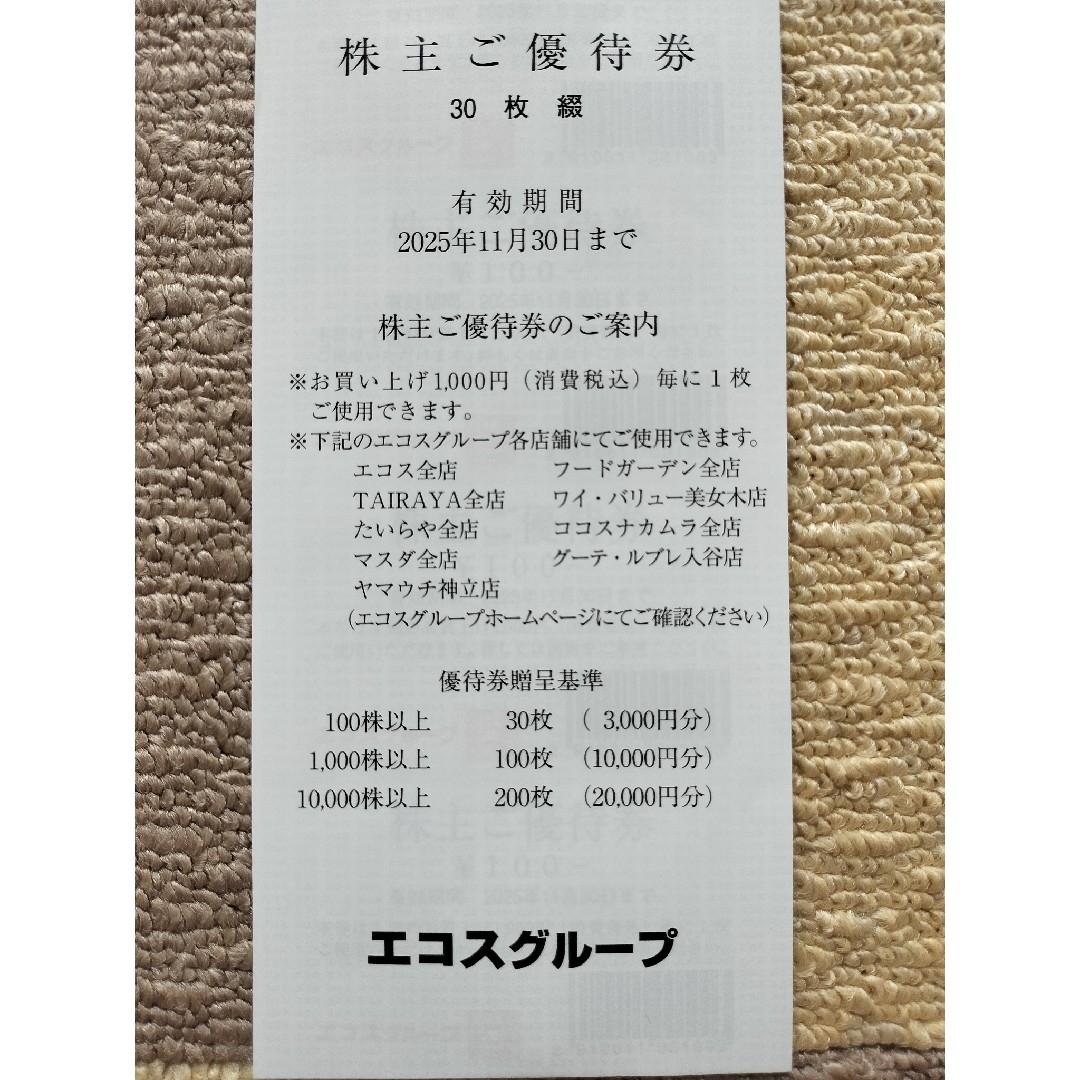 株主ご優待券
30 枚 綴
有効期間
2025年11月30日まで
株主ご優待券のご案内
※お買い上げ1,000円（消費税込）毎に１枚
ご使用できます。
※下記のエコスグループ各店舗にてご使用できます。
エコス全店 フードガーデン全店
TAIRAYA全店 ワイ・バリュー美女木店
たいらや全店 ココスナカムラ全店
マスダ全店 グーテ・ルブレ入谷店
ヤマウチ神立店
（エコスグループホームページにてご確認ください）
優待券贈呈基準
100株以上 30枚 （ 3,000円分）
1,000株以上 100枚 （10,000円分）
10,000株以上 200枚 （20,000円分）
エコスグループ